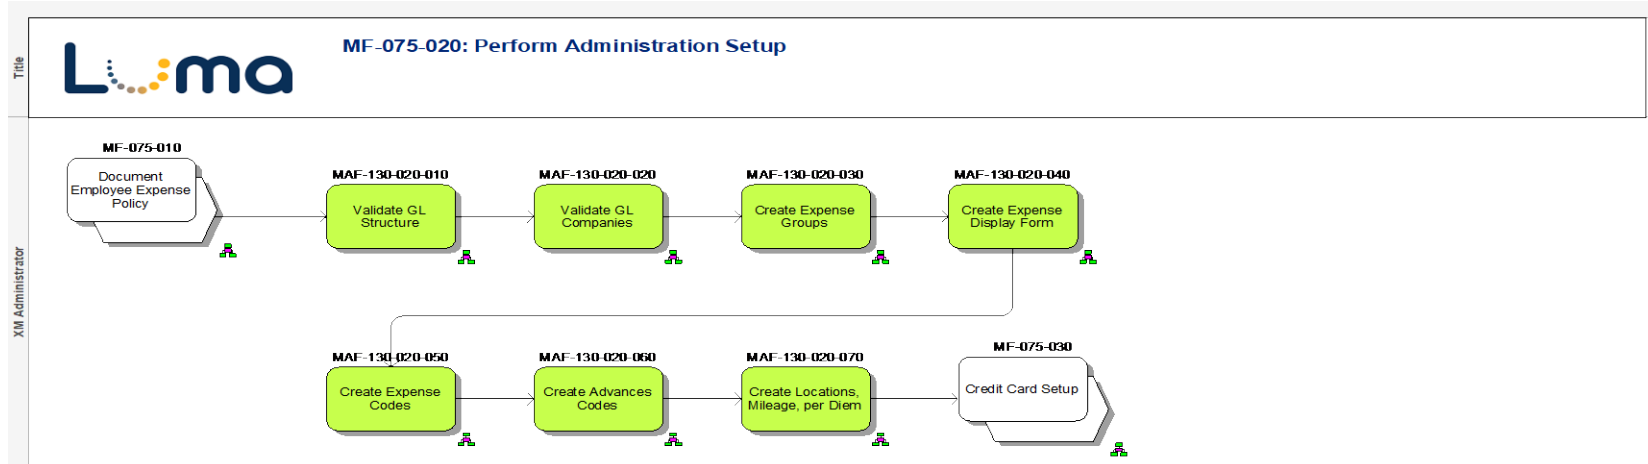 Title
Luma
MF-075-020: Perform Administration Setup
XM Administrator
MF-075-010
Document
Employee Expense
Policy
MAF-130-020-010
Validate GL
Structure
MAF-130-020-020
Validate GL
Companies
MAF-130-020-030
Create Expense
Groups
MAF-130-020-040
Create Expense
Display Form
MAF-130-020-050
Create Expense
Codes
MAF-130-020-060
Create Advances
Codes
MAF-130-020-070
Create Locations,
Mileage, per Diem
MF-075-030
Credit Card Setup